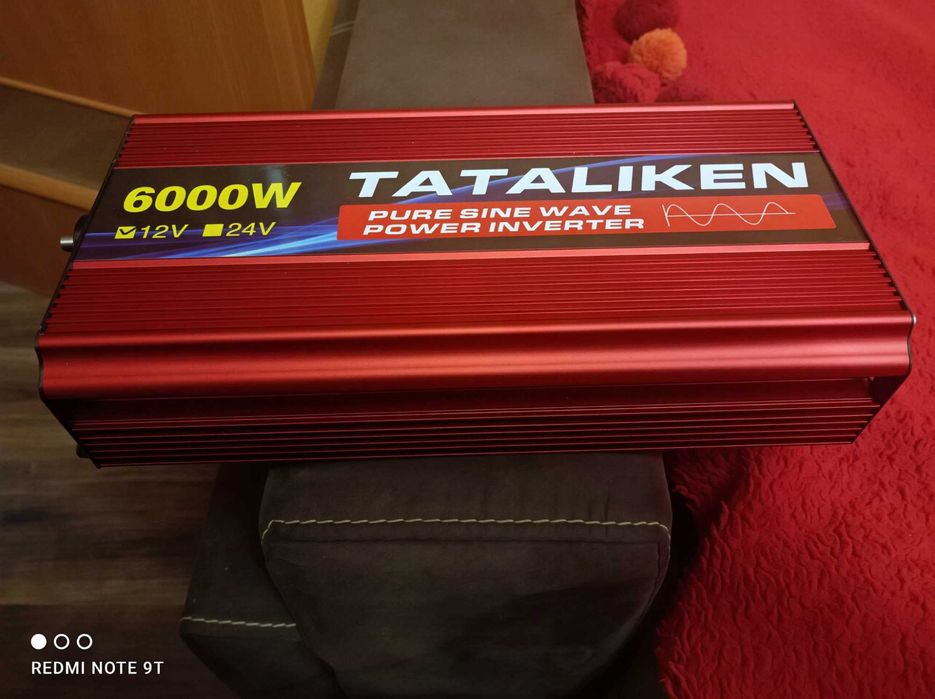 6000W
12V 24V
TATALIKEN
PURE SINE WAVE
POWER INVERTER
REDMI NOTE 9T